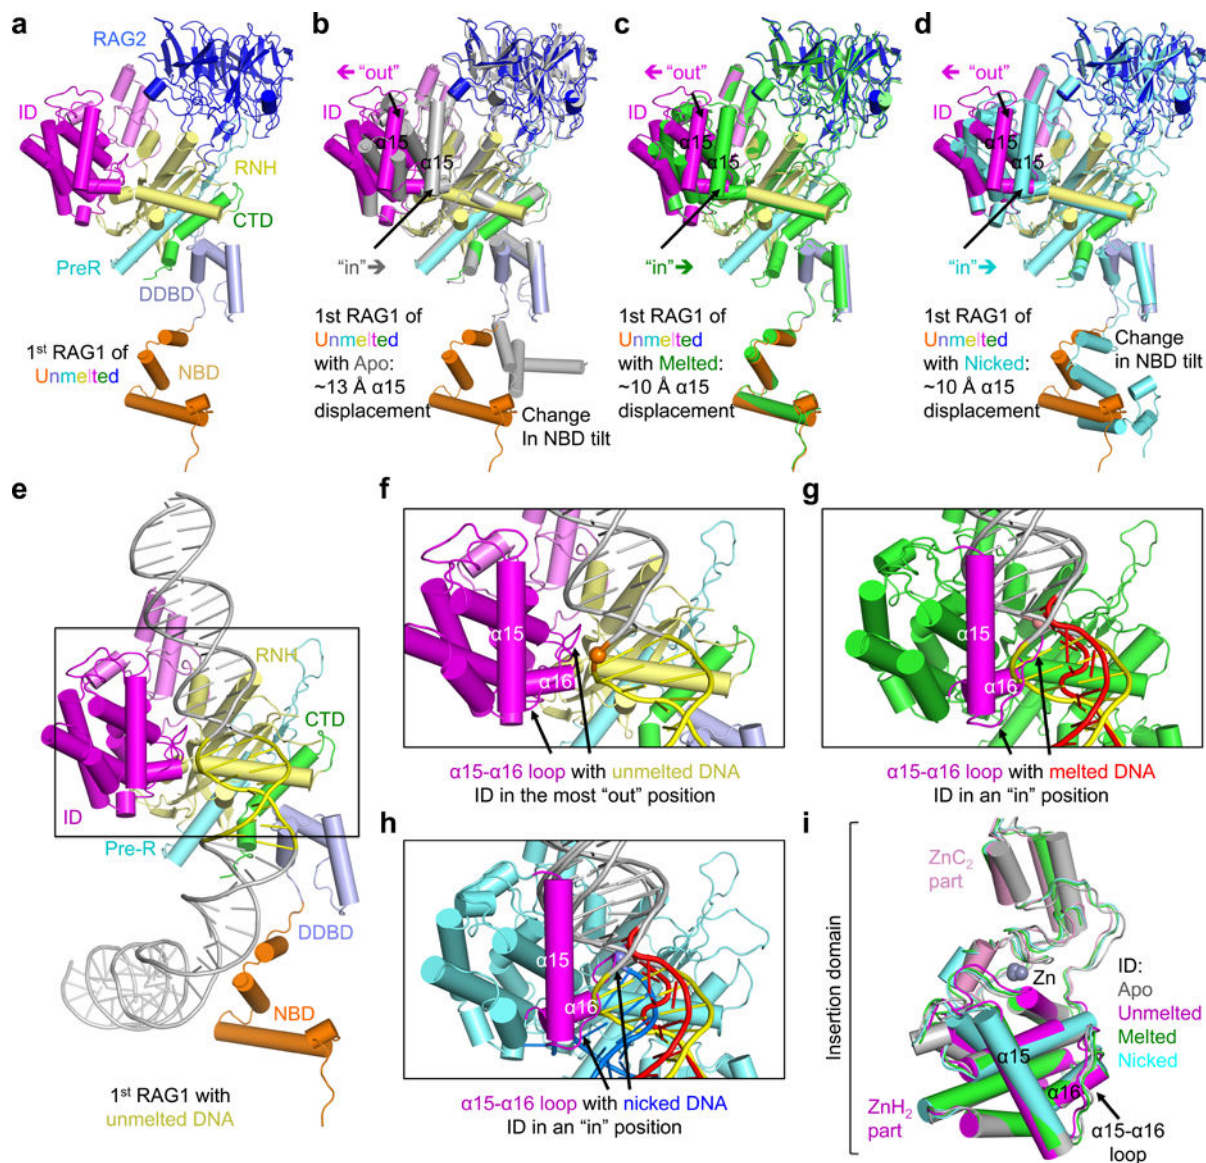 a
RAG2
ID
RNH
CTD
PreR
DDBD
1st RAG1 of
Unmelted
NBD
b
← “out”
ID
α15
α15
“in” →
1st RAG1 of
Unmelted
with Apo:
~13 Å α15
displacement
Change
In NBD tilt
c
← “out”
ID
α15
α15
“in” →
1st RAG1 of
Unmelted
with Melted:
~10 Å α15
displacement
d
← “out”
ID
α15
α15
“in” →
1st RAG1 of
Unmelted
with Nicked:
~10 Å α15
displacement
Change
in NBD tilt
e
RNH
CTD
ID
Pre-R
DDBD
NBD
1st RAG1 with
unmelted DNA
f
α15
α16
α15-α16 loop with unmelted DNA
ID in the most “out” position
g
α15
α16
α15-α16 loop with melted DNA
ID in an “in” position
h
α15
α16
α15-α16 loop with nicked DNA
ID in an “in” position
i
Insertion domain
ZnC2
part
Zn
ID:
Apo
Unmelted
Melted
Nicked
α15
α16
ZnH2
part
α15-α16
loop